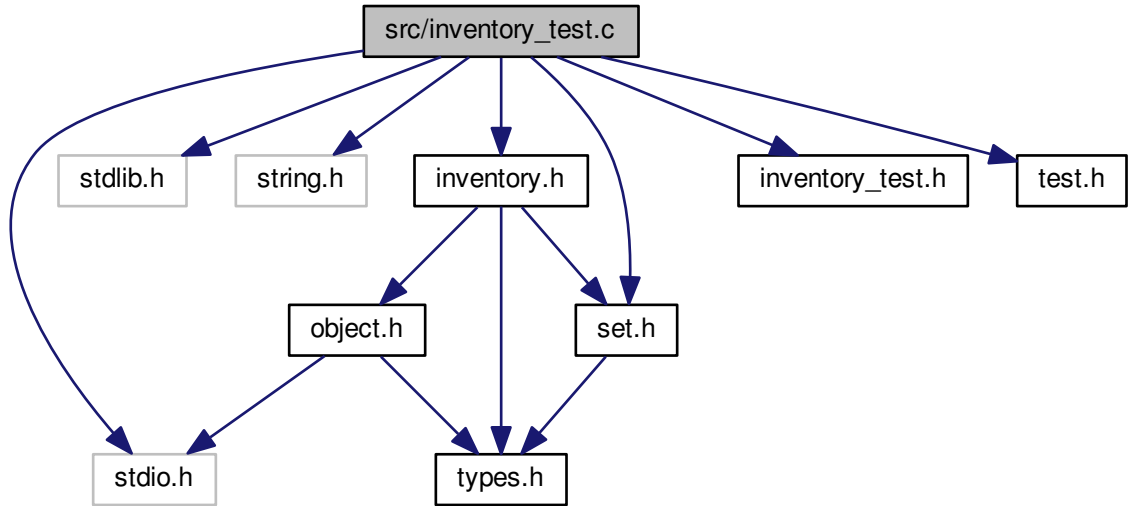 src/inventory_test.c
stdlib.h
string.h
inventory.h
inventory_test.h
test.h
object.h
set.h
stdio.h
types.h